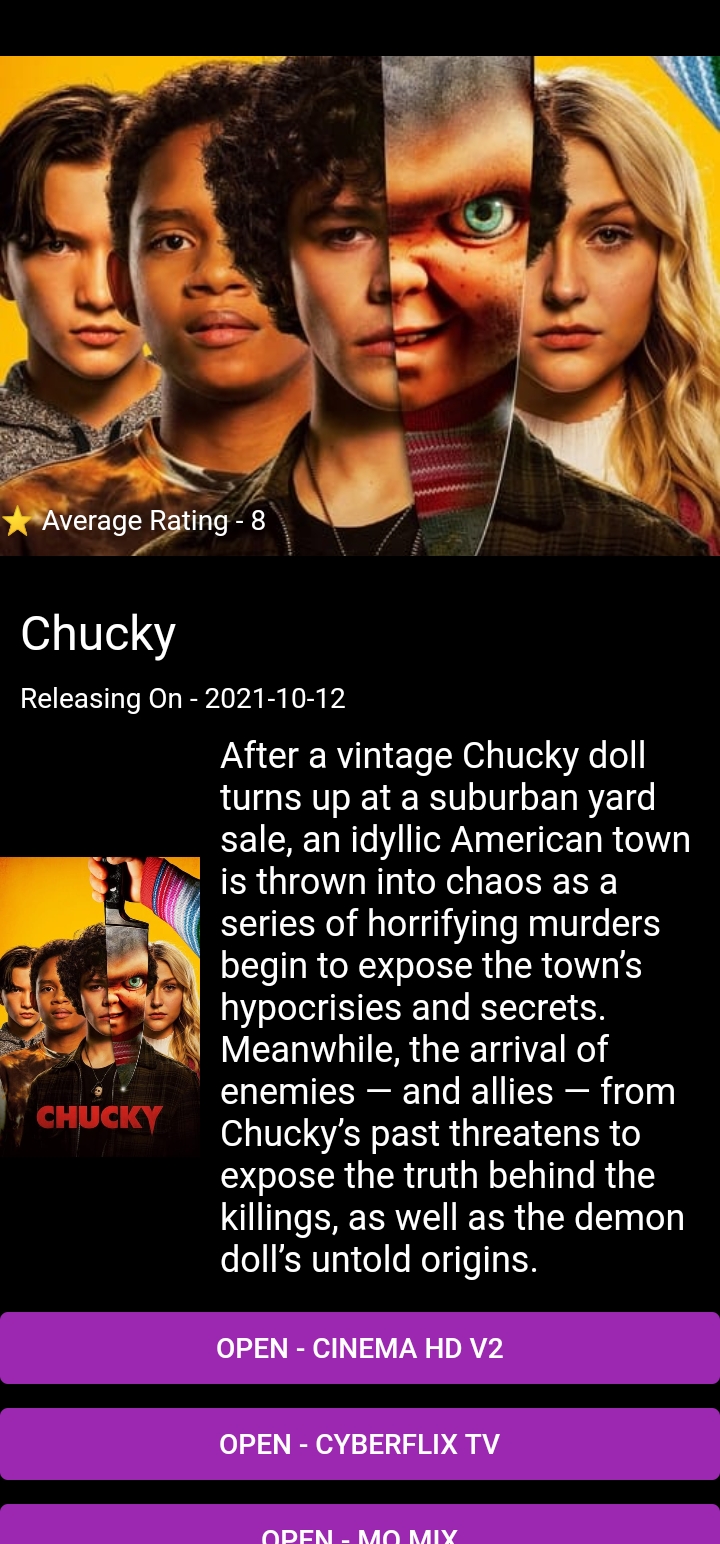 ⭐ Average Rating - 8
Chucky
Releasing On - 2021-10-12
After a vintage Chucky doll
turns up at a suburban yard
sale, an idyllic American town
is thrown into chaos as a
series of horrifying murders
begin to expose the town’s
hypocrisies and secrets.
Meanwhile, the arrival of
enemies — and allies — from
Chucky’s past threatens to
expose the truth behind the
killings, as well as the demon
doll’s untold origins.
CHUCKY
OPEN - CINEMA HD V2
OPEN - CYBERFLIX TV
OPEN - MO MIX